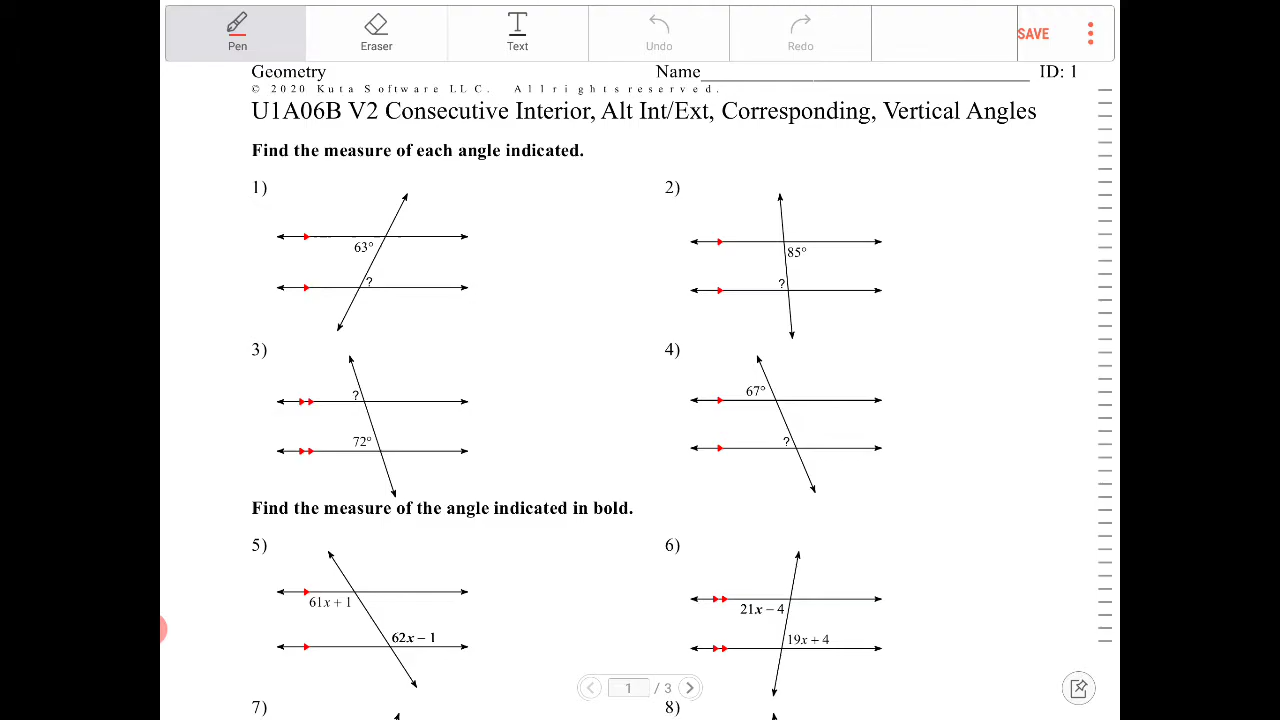 Pen Eraser Text Undo Redo SAVE
Geometry Name ID: 1
© 2020 Kuta Software LLC. All rights reserved.
U1A06B V2 Consecutive Interior, Alt Int/Ext, Corresponding, Vertical Angles
Find the measure of each angle indicated.
1) 2)
63° 85°
? ?
3) 4)
? 67°
72° ?
Find the measure of the angle indicated in bold.
5) 6)
61x + 1 21x − 4
62x − 1 19x + 4
1 / 3
7) 8)